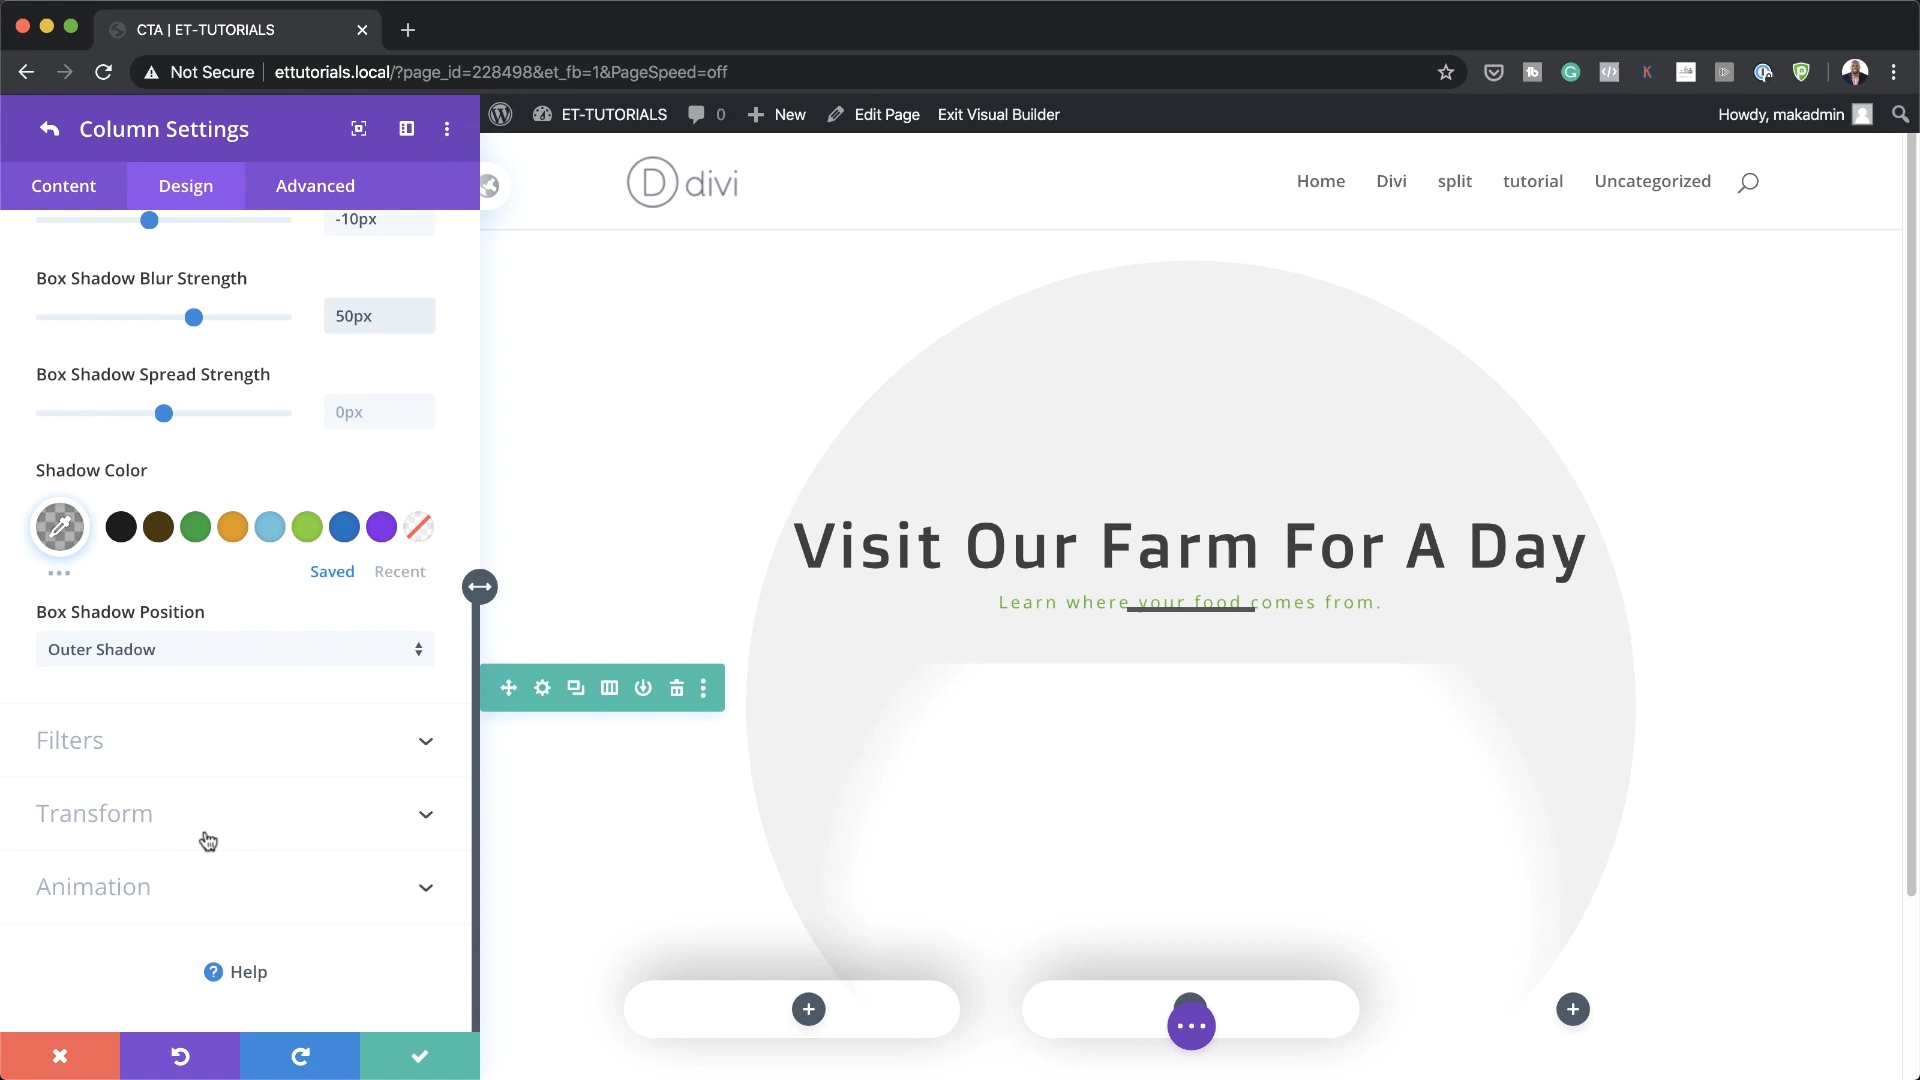 CTA | ET-TUTORIALS
Not Secure
ettutorials.local/?page_id=228498&et_fb=1&PageSpeed=off
Column Settings
ET-TUTORIALS
0
New
Edit Page
Exit Visual Builder
Howdy, makadmin
Content
Design
Advanced
D divi
Home
Divi
split
tutorial
Uncategorized
-10px
Box Shadow Blur Strength
50px
Box Shadow Spread Strength
0px
Shadow Color
Saved
Recent
Box Shadow Position
Outer Shadow
Filters
Transform
Animation
? Help
Visit Our Farm For A Day
Learn where your food comes from.